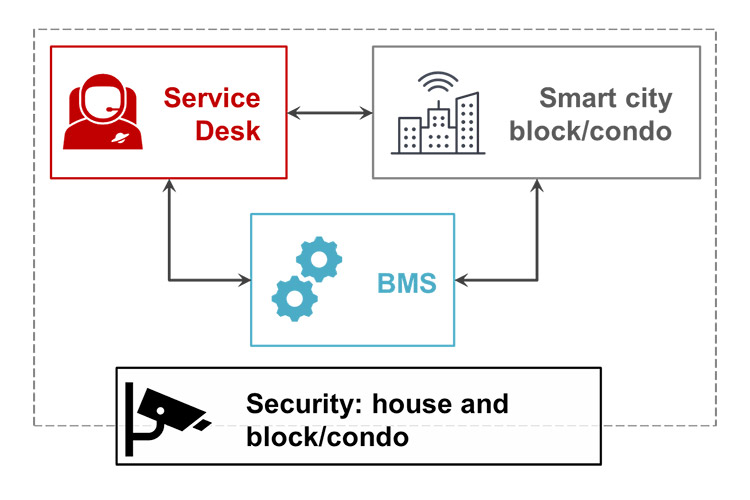 Service
Desk
Smart city
block/condo
BMS
Security: house and
block/condo